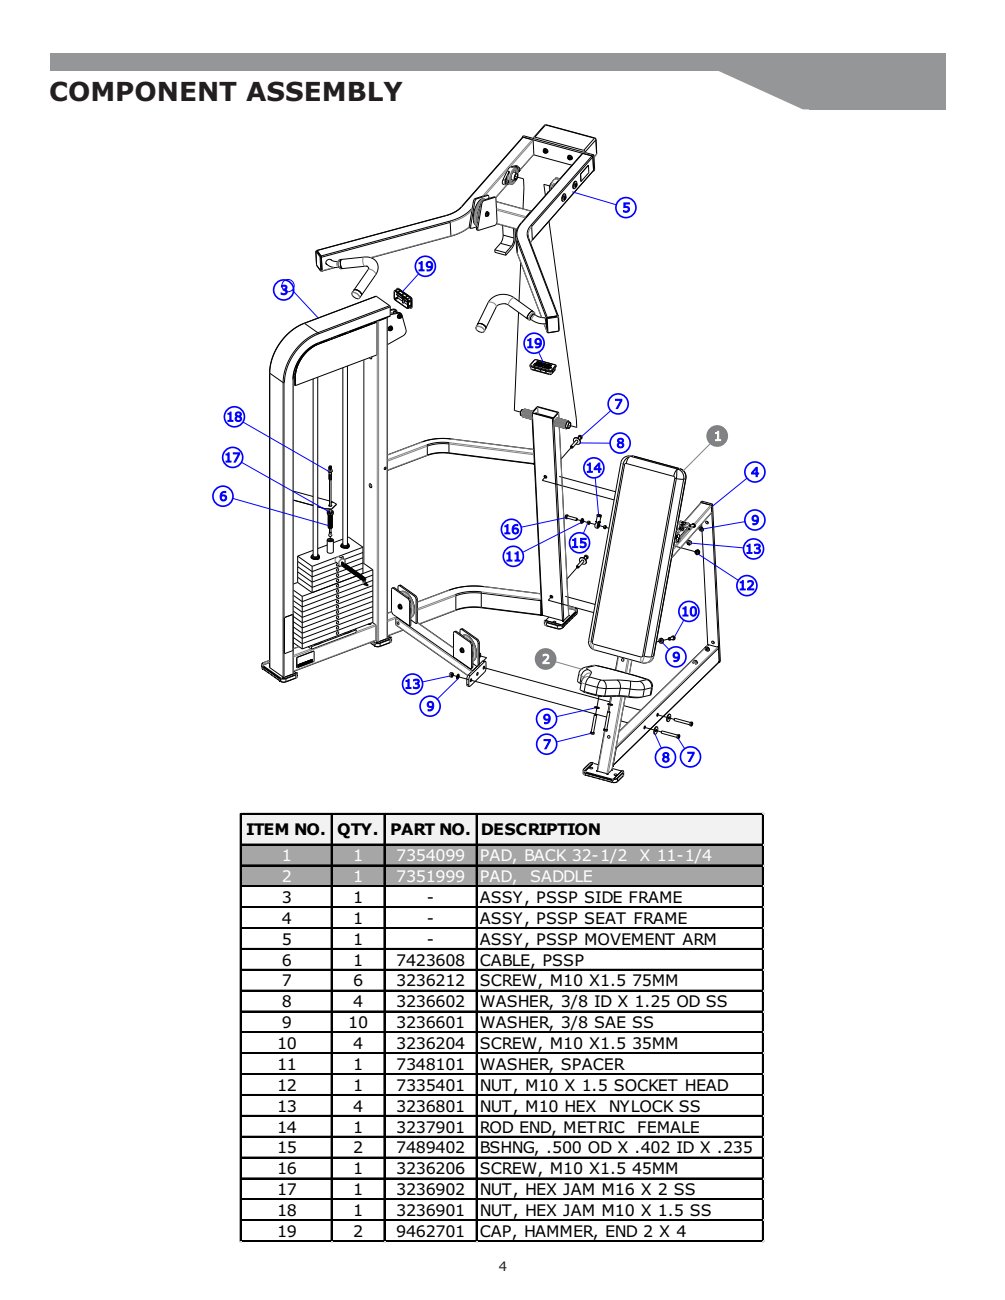 COMPONENT ASSEMBLY
5
19
3
19
7
18
8
1
17
14
4
6
16
9
15
11
13
12
10
9
2
13
9
9
7
8
7
ITEM NO. QTY. PART NO. DESCRIPTION
1 1 7354099 PAD, BACK 32-1/2 X 11-1/4
2 1 7351999 PAD, SADDLE
3 1 - ASSY, PSSP SIDE FRAME
4 1 - ASSY, PSSP SEAT FRAME
5 1 - ASSY, PSSP MOVEMENT ARM
6 1 7423608 CABLE, PSSP
7 6 3236212 SCREW, M10 X1.5 75MM
8 4 3236602 WASHER, 3/8 ID X 1.25 OD SS
9 10 3236601 WASHER, 3/8 SAE SS
10 4 3236204 SCREW, M10 X1.5 35MM
11 1 7348101 WASHER, SPACER
12 1 7335401 NUT, M10 X 1.5 SOCKET HEAD
13 4 3236801 NUT, M10 HEX NYLOCK SS
14 1 3237901 ROD END, METRIC FEMALE
15 2 7489402 BSHNG, .500 OD X .402 ID X .235
16 1 3236206 SCREW, M10 X1.5 45MM
17 1 3236902 NUT, HEX JAM M16 X 2 SS
18 1 3236901 NUT, HEX JAM M10 X 1.5 SS
19 2 9462701 CAP, HAMMER, END 2 X 4
4